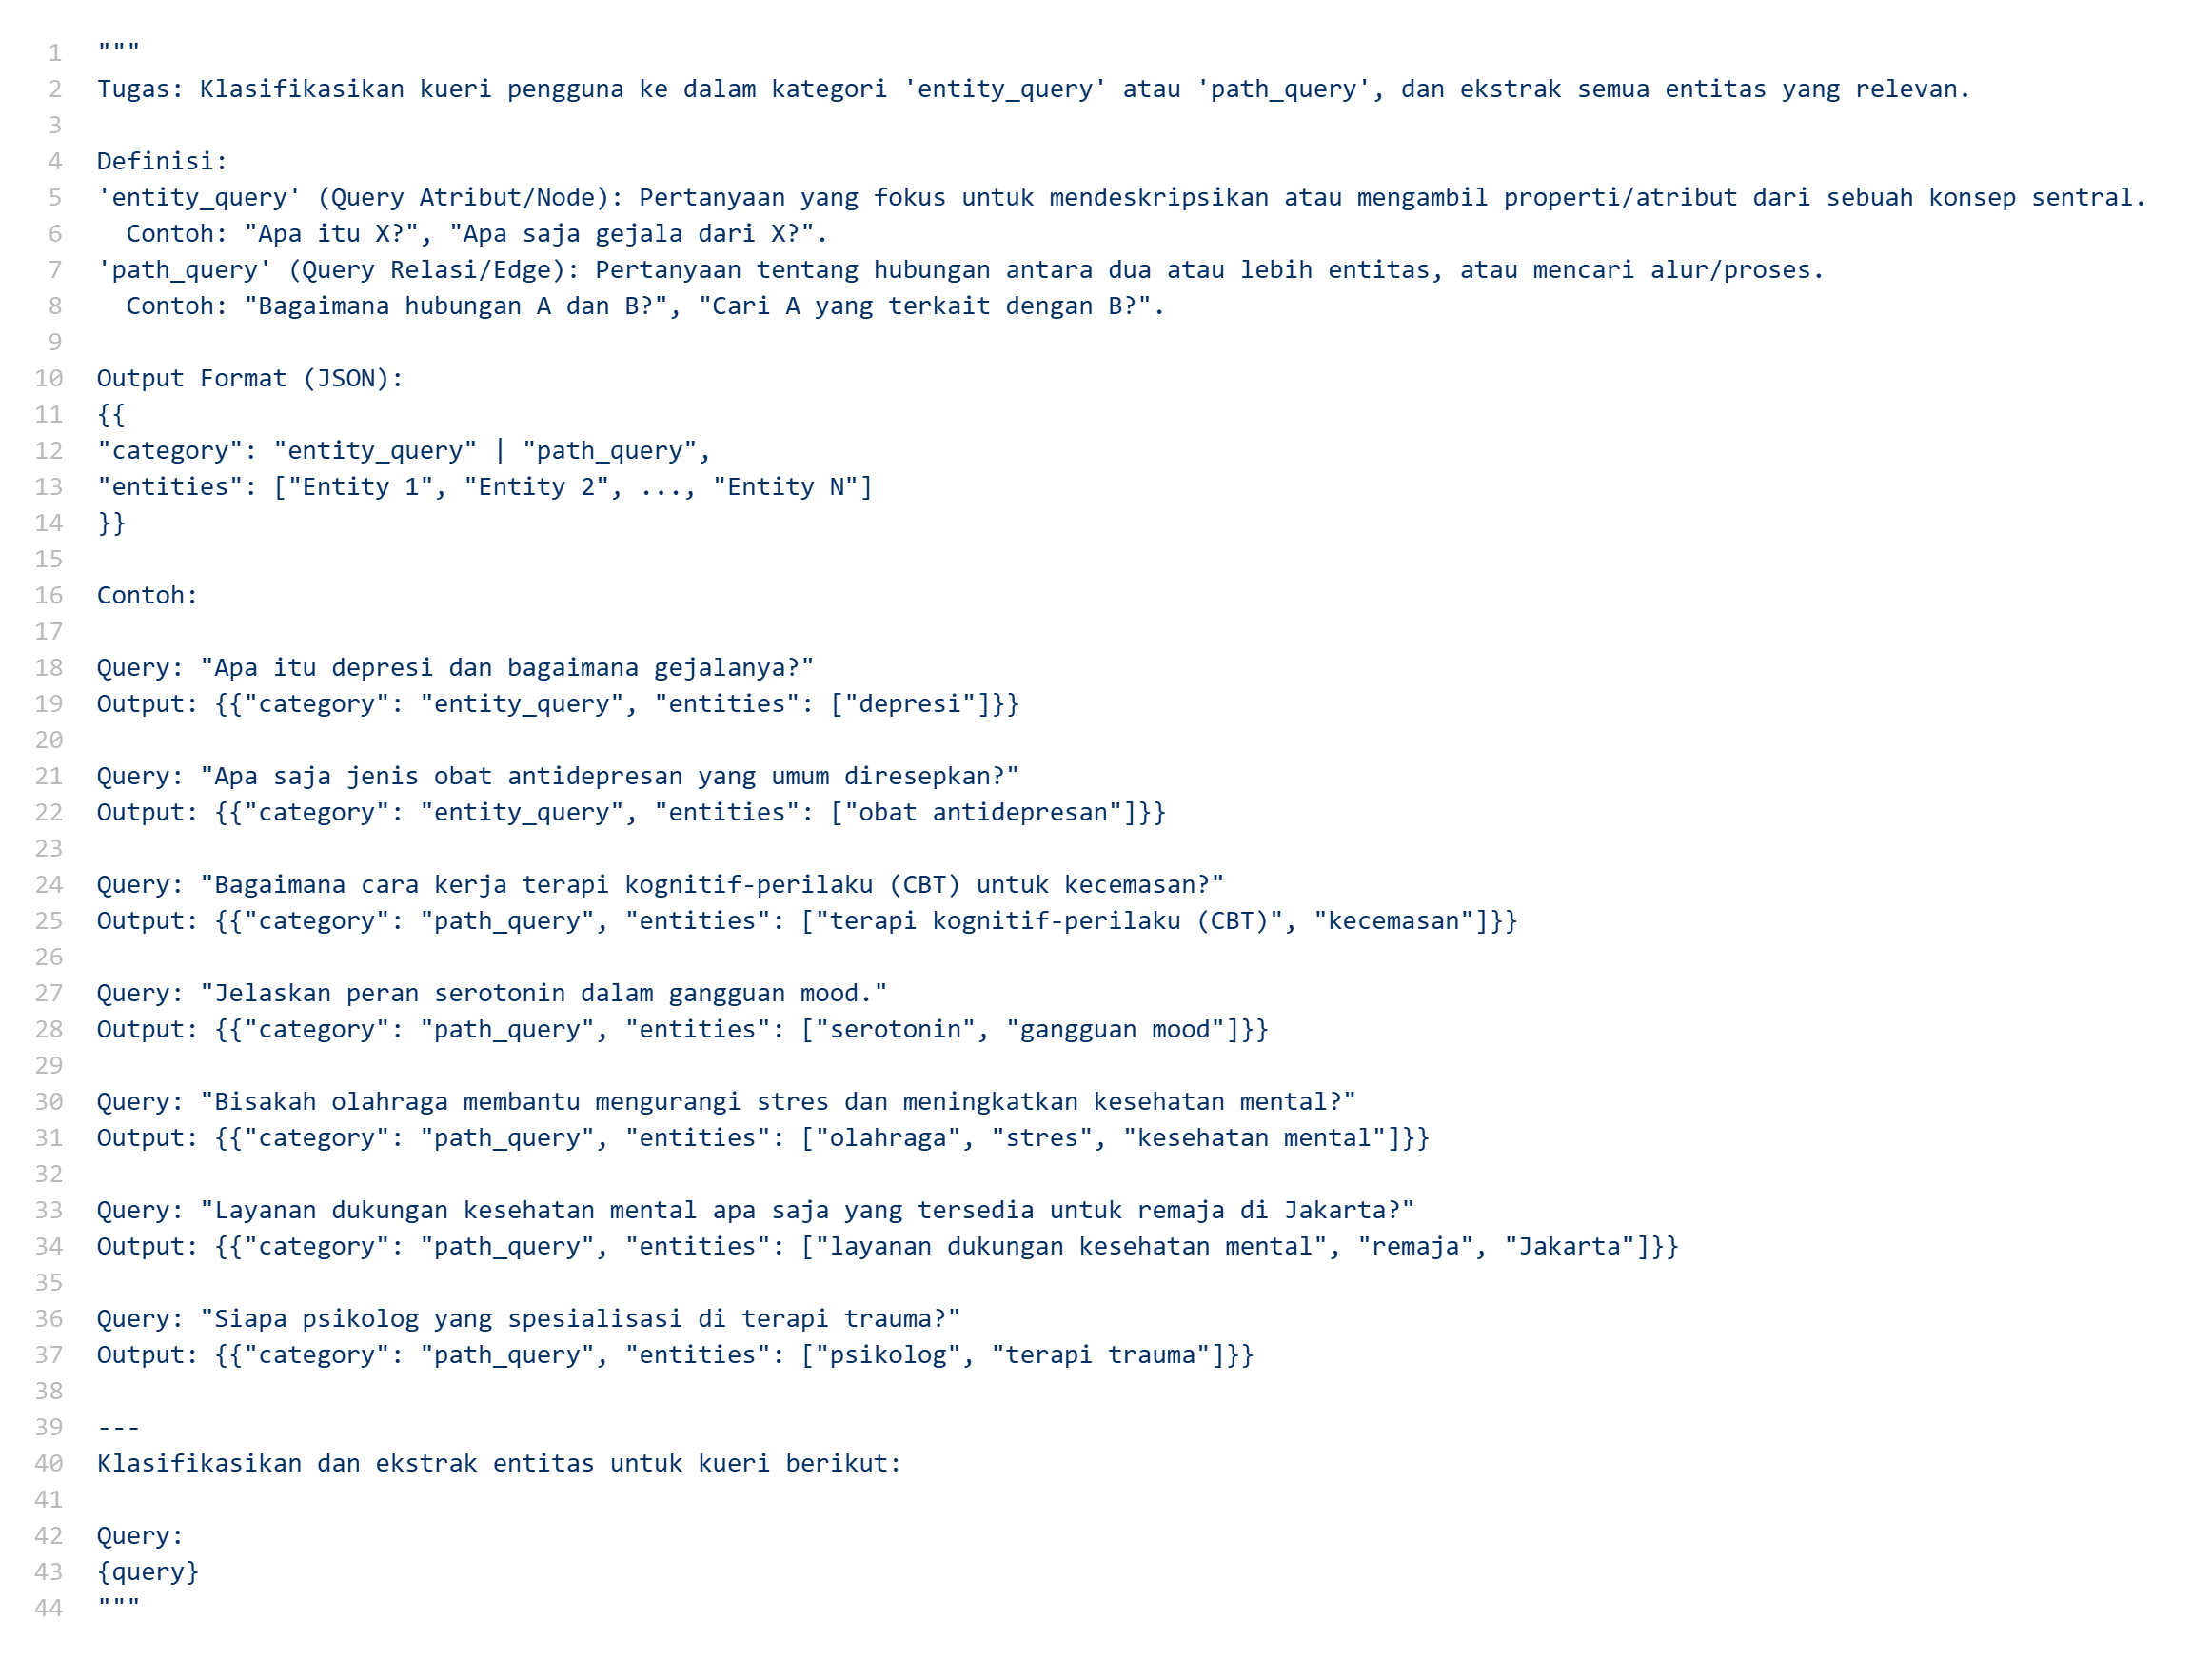 1 """
2 Tugas: Klasifikasikan kueri pengguna ke dalam kategori 'entity_query' atau 'path_query', dan ekstrak semua entitas yang relevan.
3
4 Definisi:
5 'entity_query' (Query Atribut/Node): Pertanyaan yang fokus untuk mendeskripsikan atau mengambil properti/atribut dari sebuah konsep sentral.
6   Contoh: "Apa itu X?", "Apa saja gejala dari X?".
7 'path_query' (Query Relasi/Edge): Pertanyaan tentang hubungan antara dua atau lebih entitas, atau mencari alur/proses.
8   Contoh: "Bagaimana hubungan A dan B?", "Cari A yang terkait dengan B?".
9
10 Output Format (JSON):
11 {{
12 "category": "entity_query" | "path_query",
13 "entities": ["Entity 1", "Entity 2", ..., "Entity N"]
14 }}
15
16 Contoh:
17
18 Query: "Apa itu depresi dan bagaimana gejalanya?"
19 Output: {{"category": "entity_query", "entities": ["depresi"]}}
20
21 Query: "Apa saja jenis obat antidepresan yang umum diresepkan?"
22 Output: {{"category": "entity_query", "entities": ["obat antidepresan"]}}
23
24 Query: "Bagaimana cara kerja terapi kognitif-perilaku (CBT) untuk kecemasan?"
25 Output: {{"category": "path_query", "entities": ["terapi kognitif-perilaku (CBT)", "kecemasan"]}}
26
27 Query: "Jelaskan peran serotonin dalam gangguan mood."
28 Output: {{"category": "path_query", "entities": ["serotonin", "gangguan mood"]}}
29
30 Query: "Bisakah olahraga membantu mengurangi stres dan meningkatkan kesehatan mental?"
31 Output: {{"category": "path_query", "entities": ["olahraga", "stres", "kesehatan mental"]}}
32
33 Query: "Layanan dukungan kesehatan mental apa saja yang tersedia untuk remaja di Jakarta?"
34 Output: {{"category": "path_query", "entities": ["layanan dukungan kesehatan mental", "remaja", "Jakarta"]}}
35
36 Query: "Siapa psikolog yang spesialisasi di terapi trauma?"
37 Output: {{"category": "path_query", "entities": ["psikolog", "terapi trauma"]}}
38
39 ---
40 Klasifikasikan dan ekstrak entitas untuk kueri berikut:
41
42 Query:
43 {query}
44 """